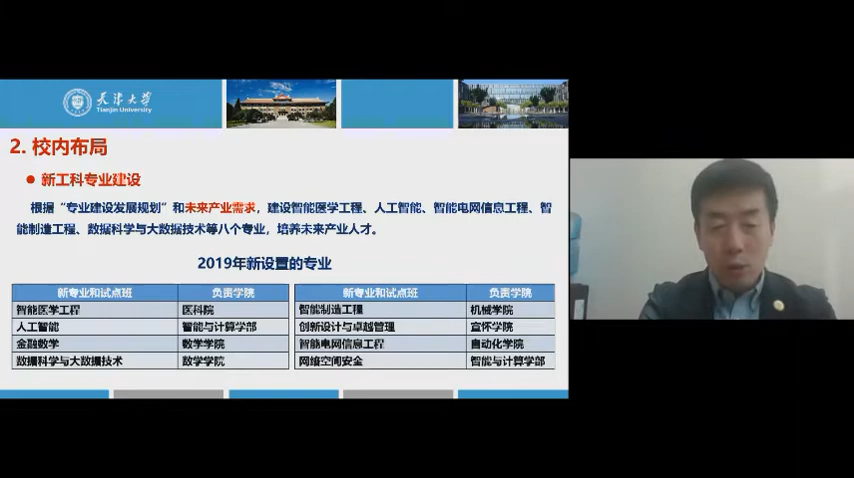 天津大学
Tianjin University
2. 校内布局
● 新工科专业建设
根据“专业建设发展规划”和未来产业需求，建设智能医学工程、人工智能、智能电网信息工程、智
能制造工程、数据科学与大数据技术等八个专业，培养未来产业人才。
2019年新设置的专业
新专业和试点班 负责学院 新专业和试点班 负责学院
智能医学工程 医科院 智能制造工程 机械学院
人工智能 智能与计算学部 创新设计与卓越管理 宣怀学院
金融数学 数学学院 智能电网信息工程 自动化学院
数据科学与大数据技术 数学学院 网络空间安全 智能与计算学部